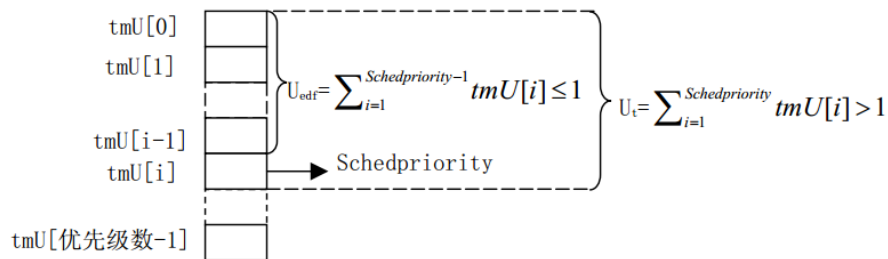 tmU[0]
tmU[1]
U_edf=∑_{i=1}^{Schedpriority-1} tmU[i]≤1
U_t=∑_{i=1}^{Schedpriority} tmU[i]>1
tmU[i-1]
tmU[i]
Schedpriority
tmU[优先级数-1]